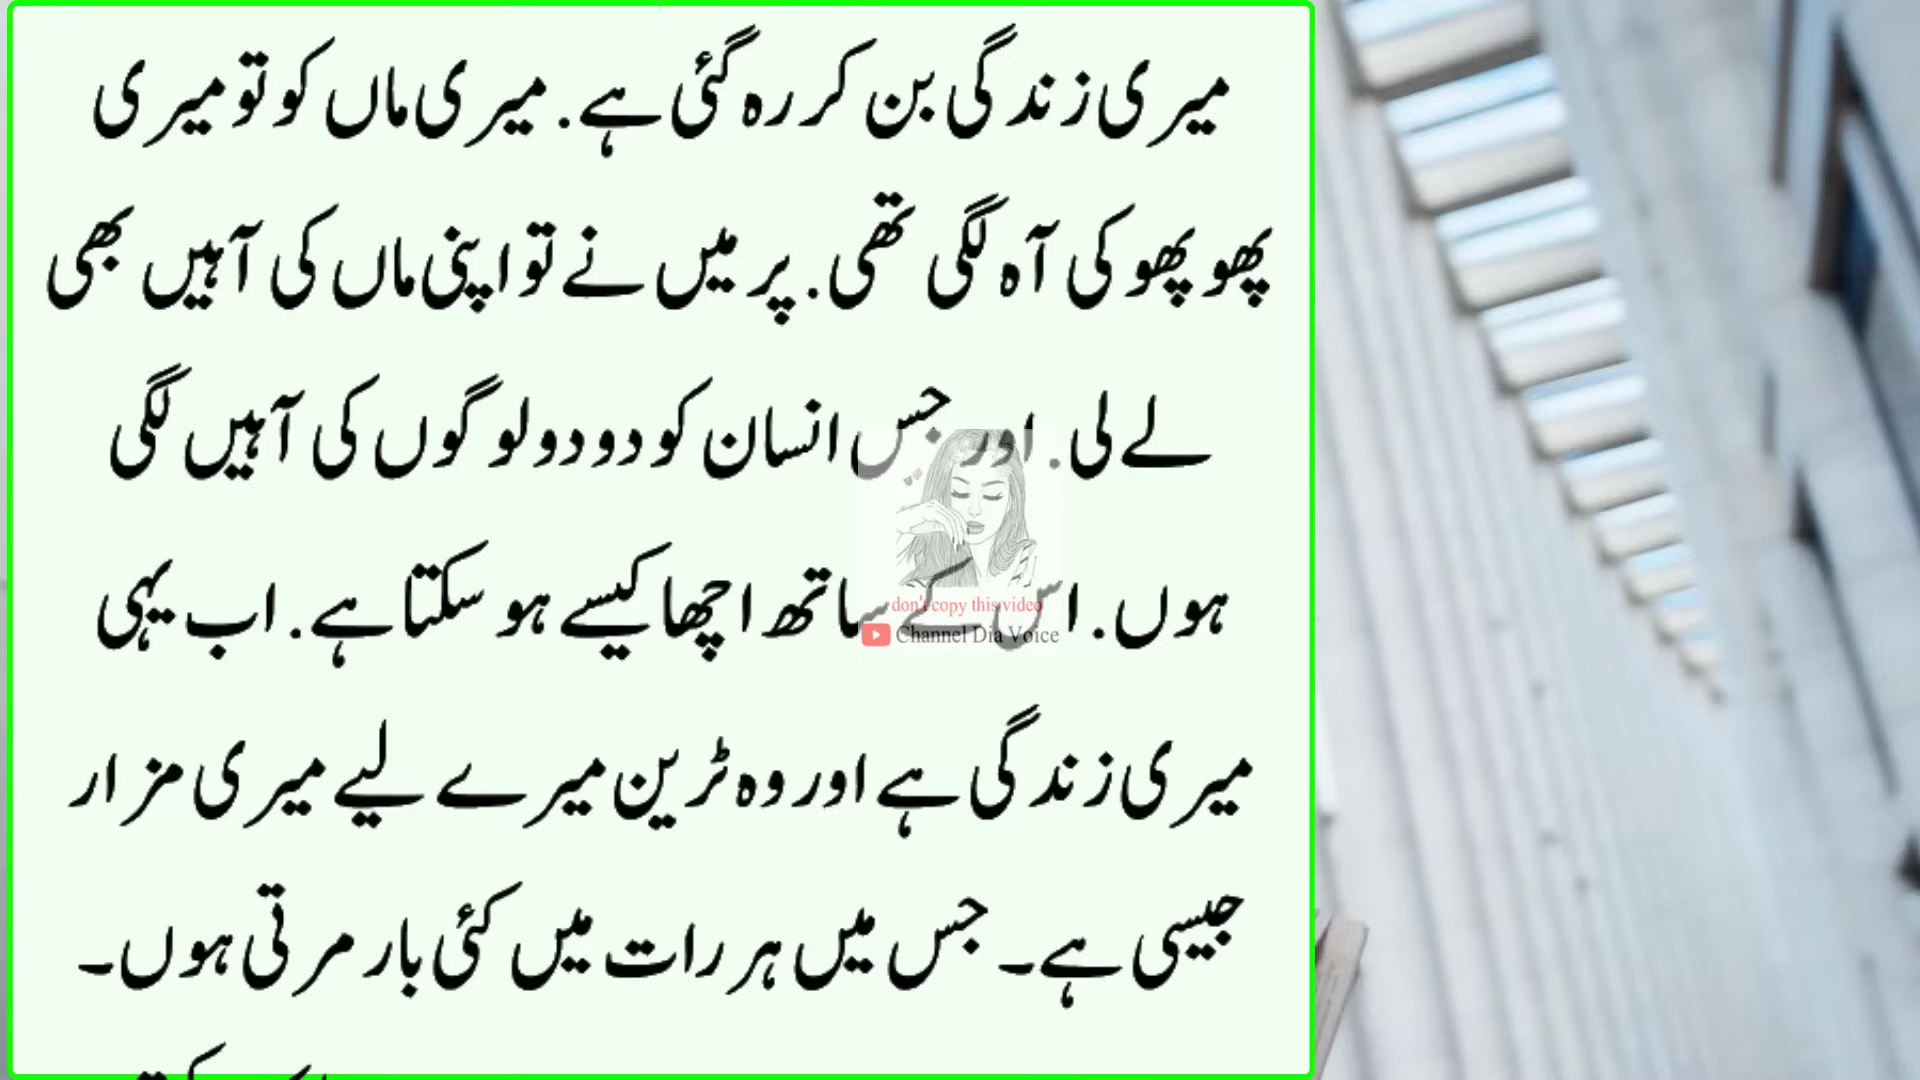 میری زندگی بن کر رہ گئی ہے. میری ماں کو تو میری
پھوپھو کی آہ لگی تھی. پر میں نے تو اپنی ماں کی آہیں بھی
لے لی. اور جس انسان کو دو دو لوگوں کی آہیں لگی
ہوں. اس کے ساتھ اچھا کیسے ہو سکتا ہے. اب یہی
میری زندگی ہے اور وہ ٹرین میرے لیے میری مزار
جیسی ہے۔ جس میں ہر رات میں کئی بار مرتی ہوں۔
don't copy this video
Channel Dia Voice